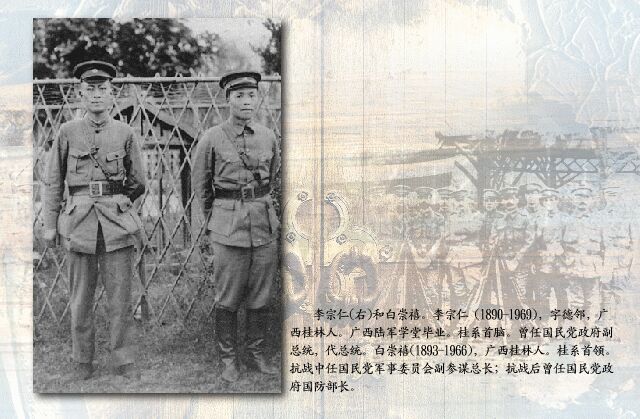 李宗仁(右)和白崇禧。李宗仁 (1890-1969)，字德邻，广
西桂林人。广西陆军学堂毕业。桂系首脑。曾任国民党政府副
总统，代总统。白崇禧(1893-1966)，广西桂林人。桂系首领。
抗战中任国民党军事委员会副参谋总长；抗战后曾任国民党政
府国防部长。